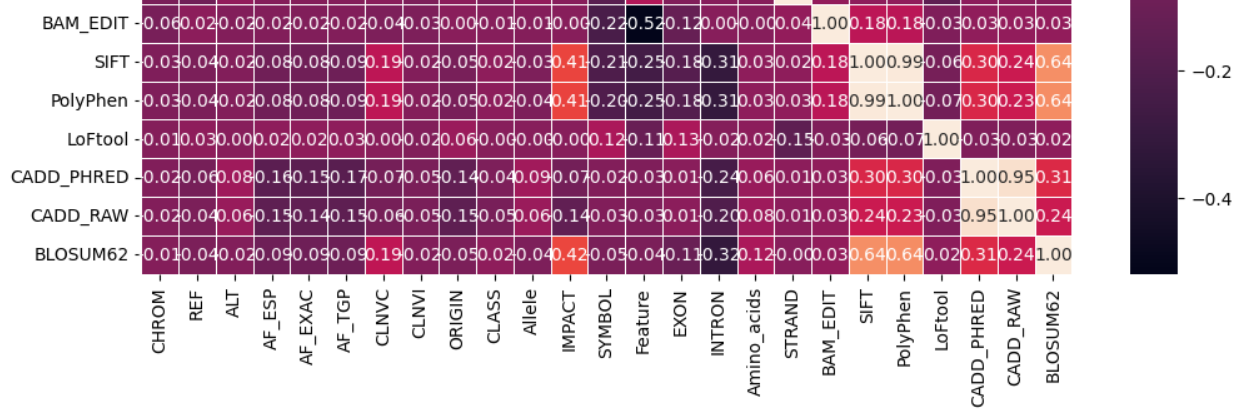 BAM_EDIT -0.06 0.02 -0.02 -0.02 -0.02 -0.02 -0.04 -0.03 0.00 -0.01 -0.01 0.00 -0.22 -0.52 -0.12 0.00 -0.00 0.04 1.00 0.18 0.18 -0.03 -0.03 -0.03 0.03
SIFT -0.03 -0.04 -0.02 -0.08 -0.08 -0.09 0.19 -0.02 -0.05 0.02 -0.03 0.41 -0.21 -0.25 -0.18 -0.31 0.03 -0.02 0.18 1.00 0.99 -0.06 0.30 0.24 0.64
-0.2
PolyPhen -0.03 -0.04 -0.02 -0.08 -0.08 -0.09 0.19 -0.02 -0.05 0.02 -0.04 0.41 -0.20 -0.25 -0.18 -0.31 0.03 -0.03 0.18 0.99 1.00 -0.07 0.30 0.23 0.64
LoFtool -0.01 0.03 0.00 0.02 0.02 -0.03 0.00 -0.01 0.06 -0.00 -0.06 0.00 0.12 -0.11 0.13 -0.02 0.02 -0.15 -0.03 -0.06 -0.07 1.00 -0.03 -0.03 -0.02
CADD_PHRED -0.02 -0.06 0.08 -0.16 -0.15 -0.17 0.07 0.05 -0.14 -0.04 0.09 -0.07 -0.02 -0.03 -0.01 -0.24 0.06 0.01 -0.03 0.30 0.30 -0.03 1.00 0.95 0.31
CADD_RAW -0.02 -0.04 0.06 -0.15 -0.14 -0.15 -0.06 0.05 -0.15 -0.05 0.06 -0.14 -0.03 -0.03 -0.01 -0.20 0.08 0.01 -0.03 0.24 0.23 -0.03 0.95 1.00 0.24
-0.4
BLOSUM62 -0.01 -0.04 -0.02 -0.09 -0.09 -0.09 0.19 -0.02 -0.05 0.02 -0.04 0.42 -0.05 -0.04 -0.11 -0.32 0.12 -0.00 0.03 0.64 0.64 -0.02 0.31 0.24 1.00
CHROM REF ALT AF_ESP AF_EXAC AF_TGP CLNVC CLNVI ORIGIN CLASS Allele IMPACT SYMBOL Feature EXON INTRON Amino_acids STRAND BAM_EDIT SIFT PolyPhen LoFtool CADD_PHRED CADD_RAW BLOSUM62